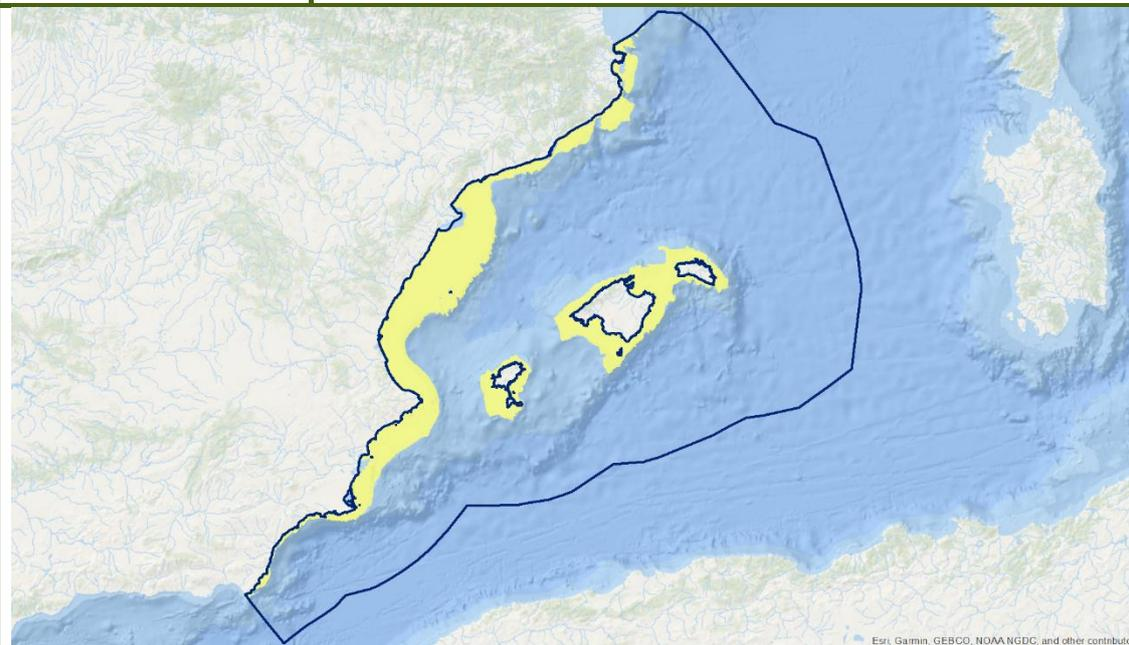 Esri, Garmin, GEBCO, NOAA NGDC, and other contributo